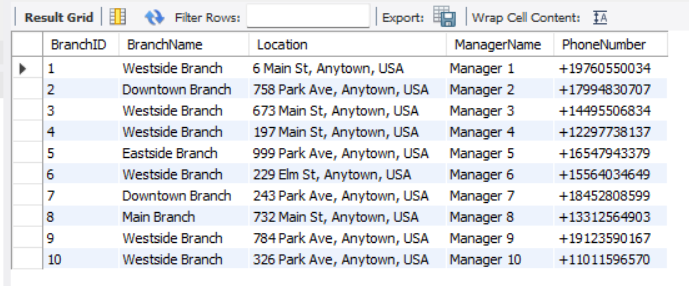 Result Grid Filter Rows: Export: Wrap Cell Content: IA
BranchID BranchName Location ManagerName PhoneNumber
1 Westside Branch 6 Main St, Anytown, USA Manager 1 +19760550034
2 Downtown Branch 758 Park Ave, Anytown, USA Manager 2 +17994830707
3 Westside Branch 673 Main St, Anytown, USA Manager 3 +14495506834
4 Westside Branch 197 Main St, Anytown, USA Manager 4 +12297738137
5 Eastside Branch 999 Park Ave, Anytown, USA Manager 5 +16547943379
6 Westside Branch 229 Elm St, Anytown, USA Manager 6 +15564034649
7 Downtown Branch 243 Park Ave, Anytown, USA Manager 7 +18452808599
8 Main Branch 732 Main St, Anytown, USA Manager 8 +13312564903
9 Westside Branch 784 Park Ave, Anytown, USA Manager 9 +19123590167
10 Westside Branch 326 Park Ave, Anytown, USA Manager 10 +11011596570